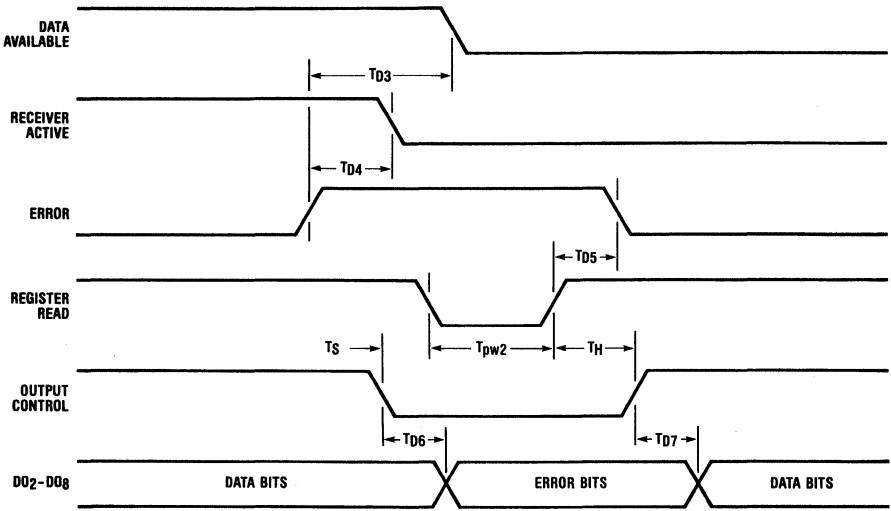 DATA
AVAILABLE
TD3
RECEIVER
ACTIVE
TD4
ERROR
TD5
REGISTER
READ
TS
Tpw2
TH
OUTPUT
CONTROL
TD6
TD7
DO2-DO8
DATA BITS
ERROR BITS
DATA BITS